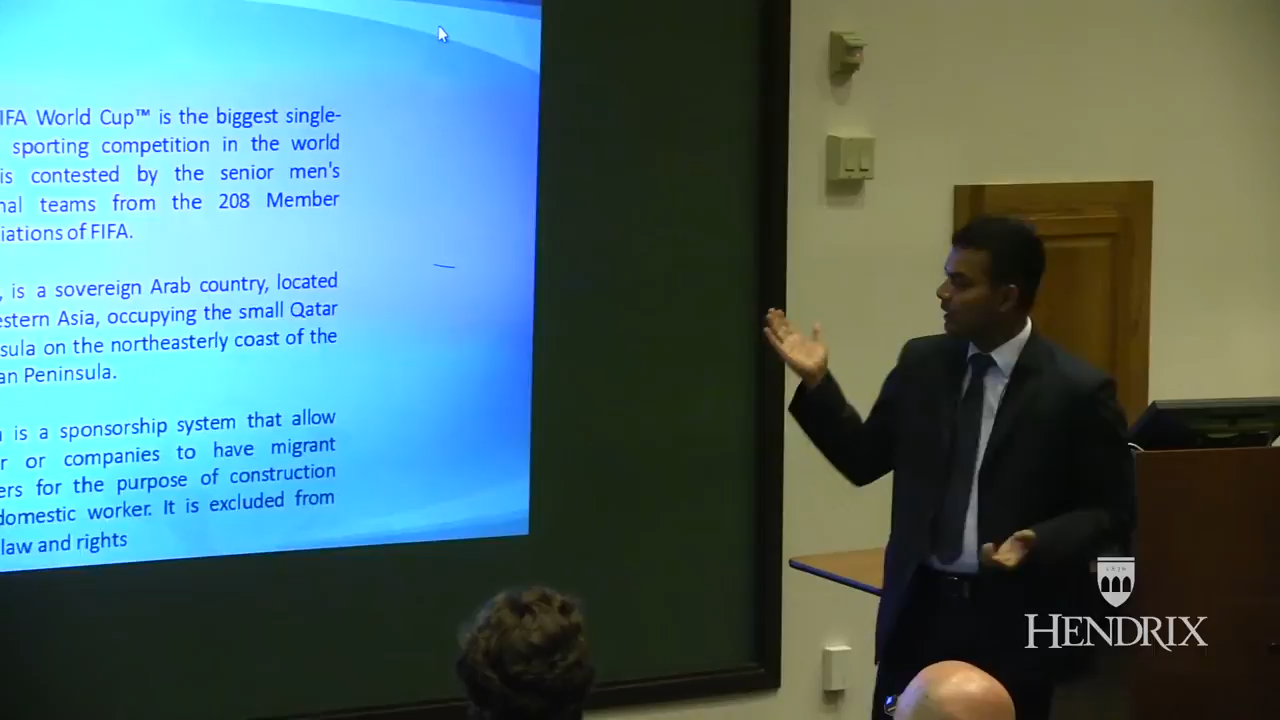 IFA World Cup™ is the biggest single-
sporting competition in the world
is contested by the senior men's
nal teams from the 208 Member
iations of FIFA.
, is a sovereign Arab country, located
estern Asia, occupying the small Qatar
sula on the northeasterly coast of the
an Peninsula.
is a sponsorship system that allow
r or companies to have migrant
ers for the purpose of construction
domestic worker. It is excluded from
law and rights
1876
HENDRIX